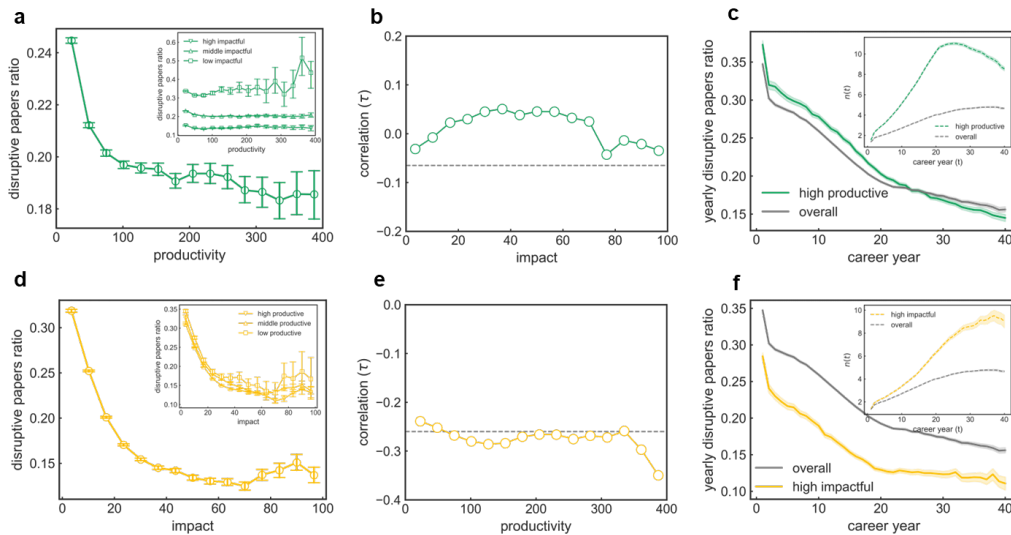 a
disruptive papers ratio
0.24
0.22
0.20
0.18
0
100
200
300
400
productivity
disruptive papers ratio
0.6
0.5
0.4
0.3
0.2
0.1
high impactful
middle impactful
low impactful
0 100 200 300 400
productivity
b
correlation (τ)
0.2
0.1
0.0
−0.1
−0.2
0 20 40 60 80 100
impact
c
yearly disruptive papers ratio
0.35
0.30
0.25
0.20
0.15
high productive
overall
0 10 20 30 40
career year
n(t)
10
8
6
4
2
high productive
overall
0 10 20 30 40
career year (t)
d
disruptive papers ratio
0.30
0.25
0.20
0.15
0 20 40 60 80 100
impact
disruptive papers ratio
0.35
0.30
0.25
0.20
0.15
0.10
high productive
middle productive
low productive
0 20 40 60 80 100
impact
e
correlation (τ)
0.0
−0.1
−0.2
−0.3
−0.4
0 100 200 300 400
productivity
f
yearly disruptive papers ratio
0.35
0.30
0.25
0.20
0.15
0.10
overall
high impactful
0 10 20 30 40
career year
n(t)
10
8
6
4
2
high impactful
overall
0 10 20 30 40
career year (t)